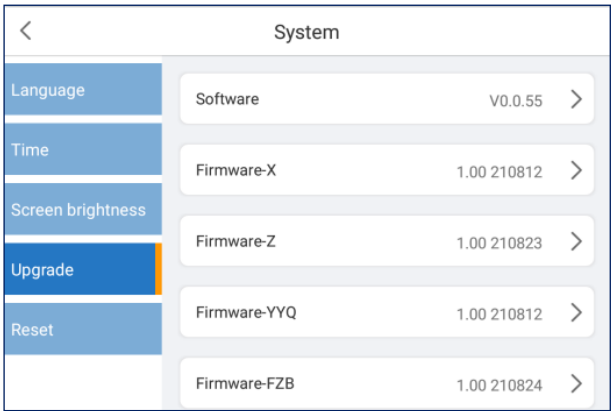 System
Language
Time
Screen brightness
Upgrade
Reset
Software V0.0.55
Firmware-X 1.00 210812
Firmware-Z 1.00 210823
Firmware-YYQ 1.00 210812
Firmware-FZB 1.00 210824